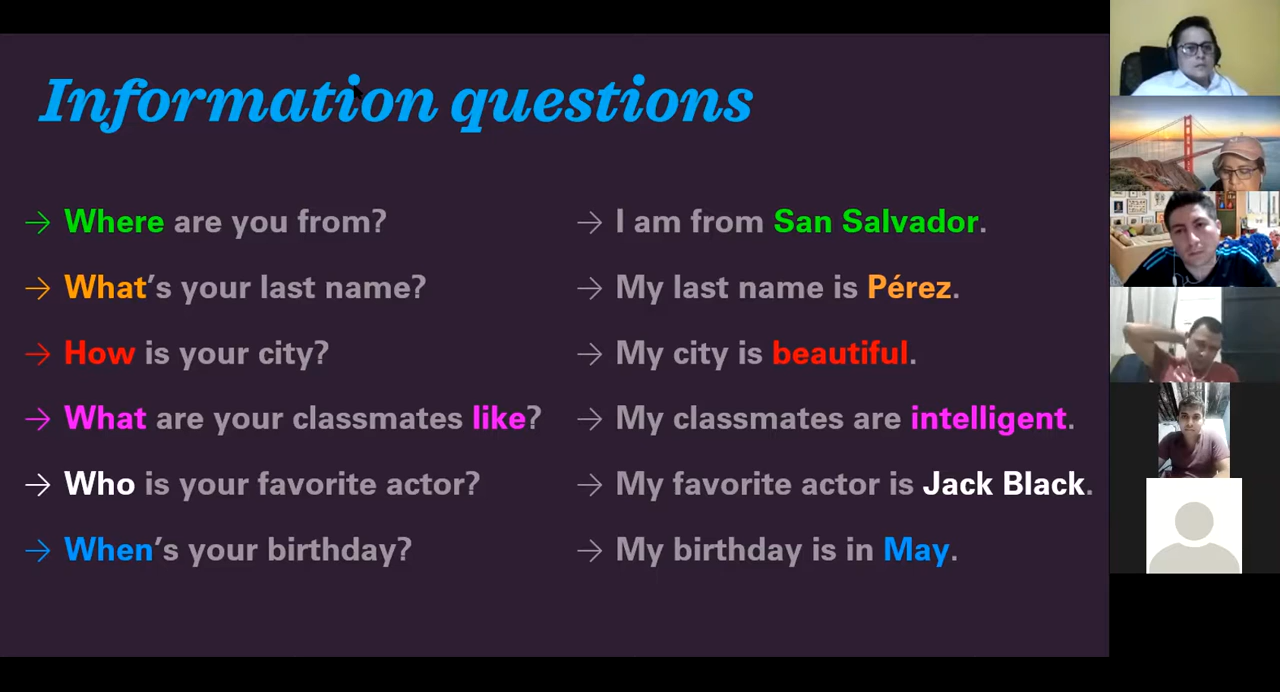 Information questions
→ Where are you from? → I am from San Salvador.
→ What's your last name? → My last name is Pérez.
→ How is your city? → My city is beautiful.
→ What are your classmates like? → My classmates are intelligent.
→ Who is your favorite actor? → My favorite actor is Jack Black.
→ When's your birthday? → My birthday is in May.